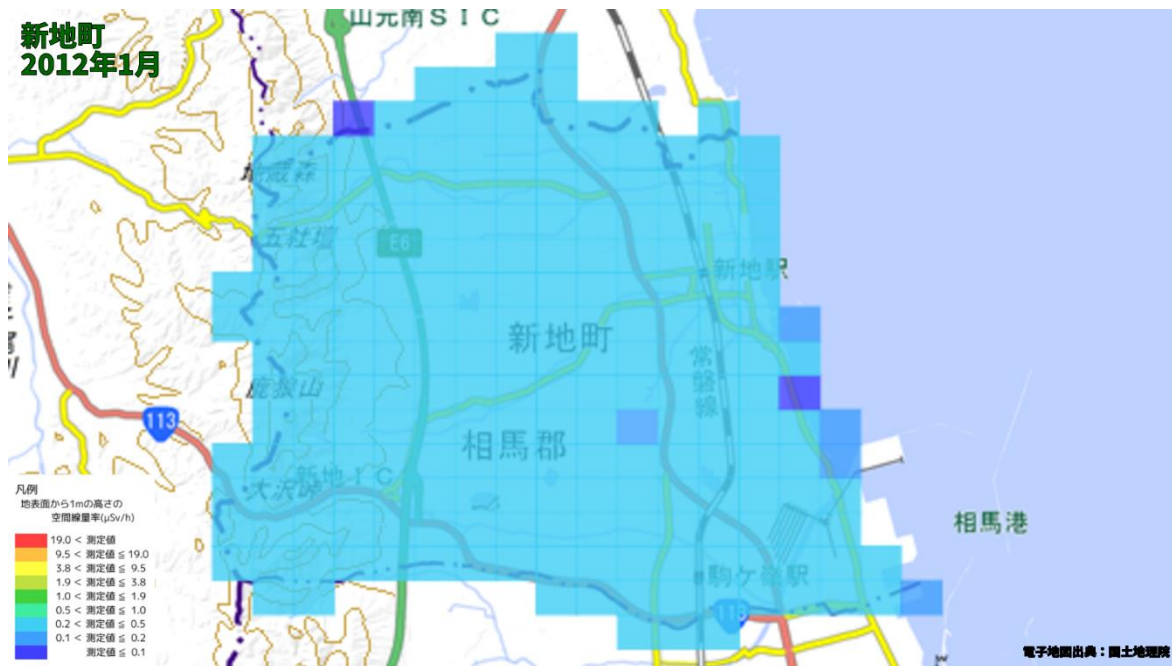 新地町
2012年1月
山元南SIC
地蔵森
五社壇
E6
新地駅
新地町
常磐線
鹿狼山
113
相馬郡
新地IC
大沢峠
相馬港
駒ケ嶺駅
113
凡例
地表面から1mの高さの
空間線量率(μSv/h)
19.0 < 測定値
9.5 < 測定値 ≦ 19.0
3.8 < 測定値 ≦ 9.5
1.9 < 測定値 ≦ 3.8
1.0 < 測定値 ≦ 1.9
0.5 < 測定値 ≦ 1.0
0.2 < 測定値 ≦ 0.5
0.1 < 測定値 ≦ 0.2
測定値 ≦ 0.1
電子地図出典：国土地理院